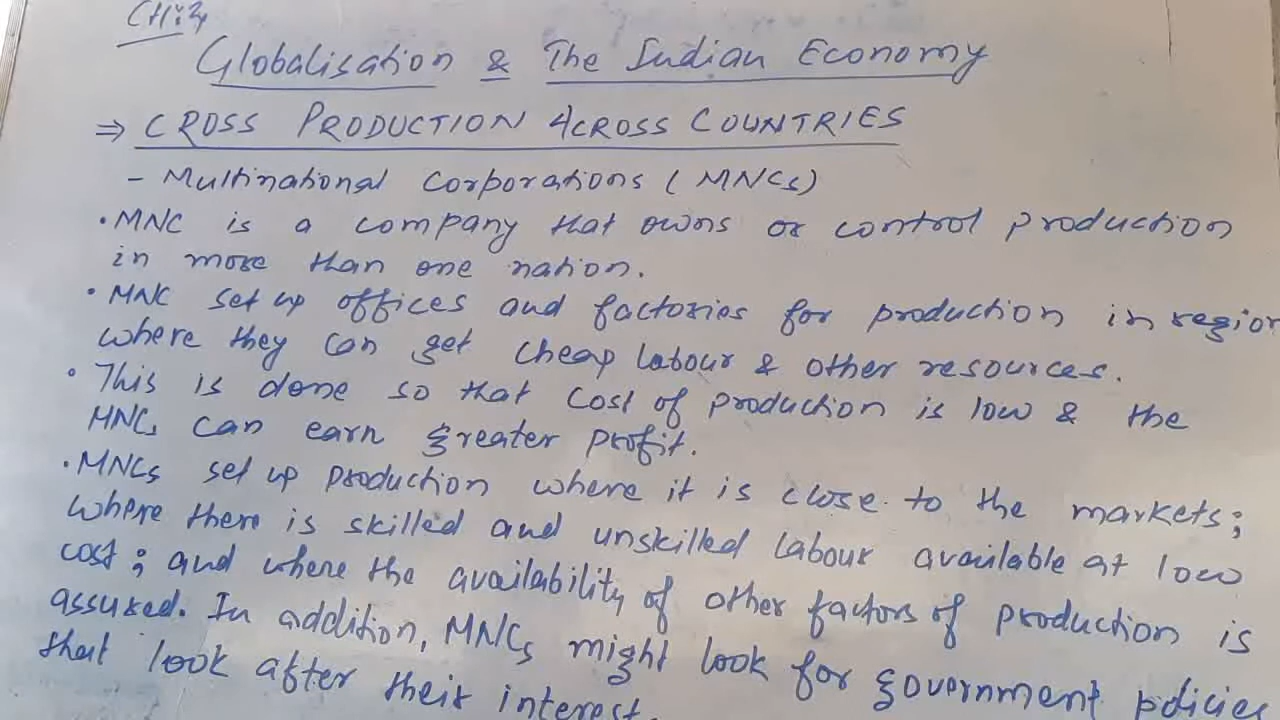 CH:4
Globalisation & The Indian Economy
⇒ CROSS PRODUCTION ACROSS COUNTRIES
- Multinational Corporations (MNCs)
• MNC is a company that owns or control production
in more than one nation.
• MNC set up offices and factories for production in region
where they can get cheap labour & other resources.
• This is done so that cost of production is low & the
MNCs can earn greater profit.
• MNCs set up production where it is close to the markets;
where there is skilled and unskilled labour available at low
cost; and where the availability of other factors of production is
assured. In addition, MNCs might look for government policies
that look after their interest.